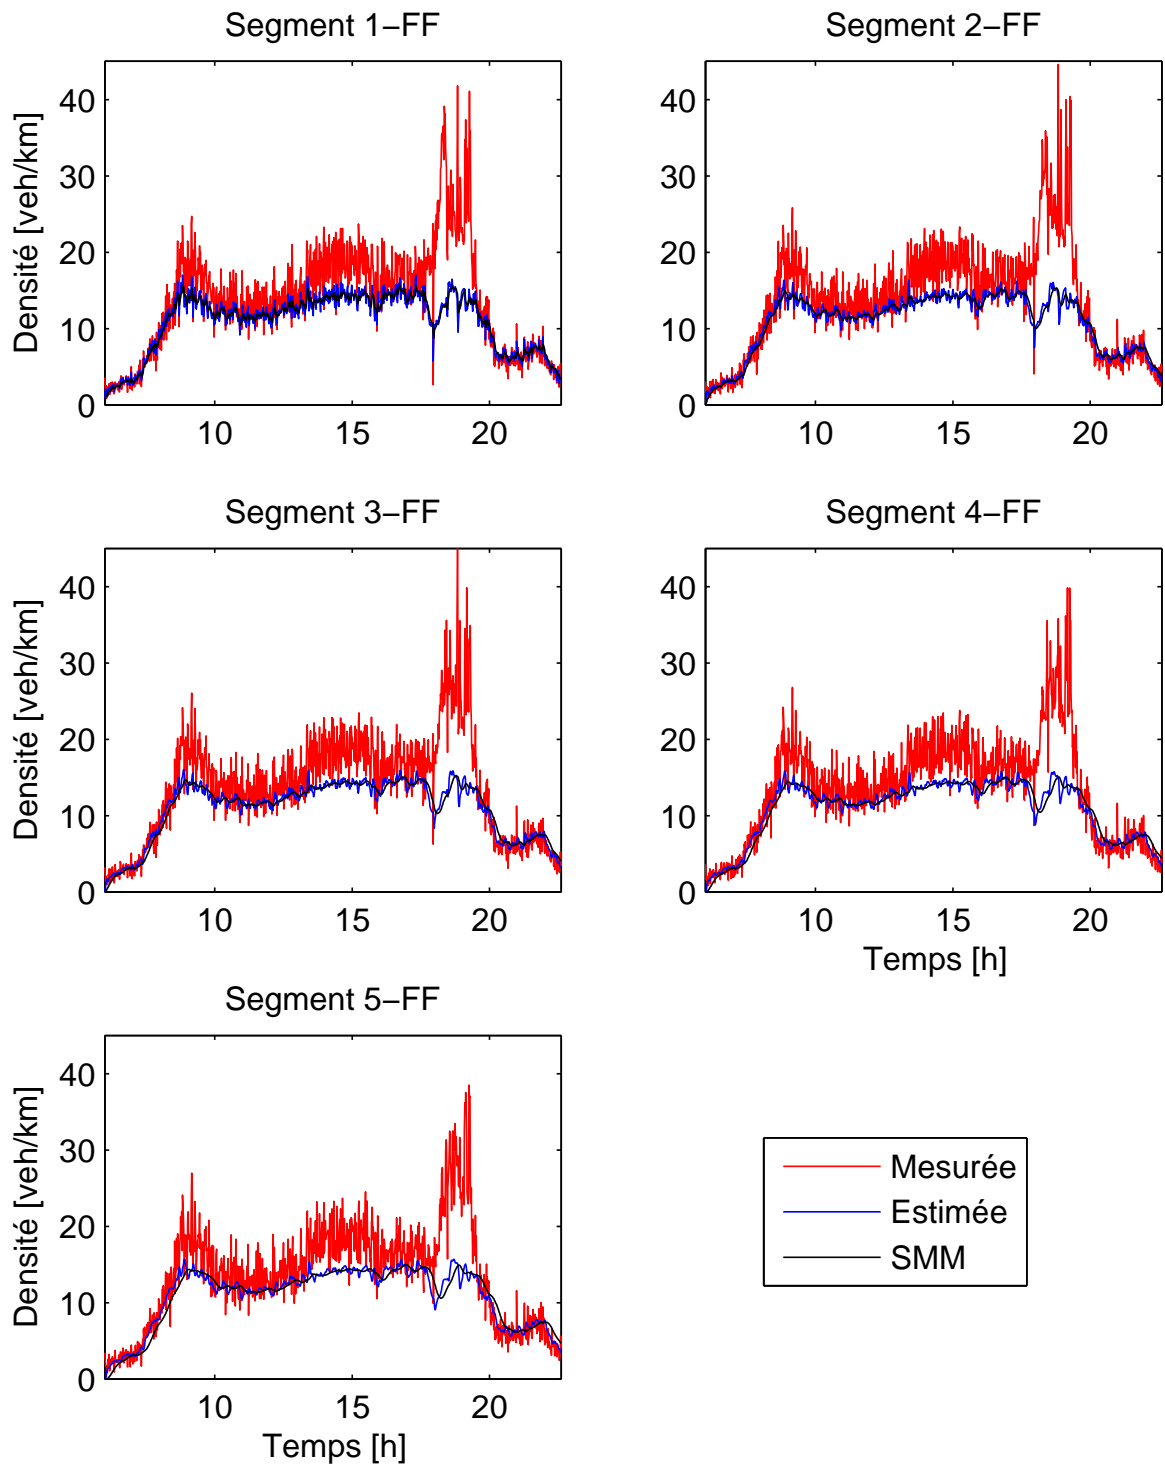 Segment 1−FF
Densité [veh/km]
40
30
20
10
0
10 15 20
Segment 2−FF
Densité [veh/km]
40
30
20
10
0
10 15 20
Segment 3−FF
Densité [veh/km]
40
30
20
10
0
10 15 20
Segment 4−FF
40
30
20
10
0
10 15 20
Temps [h]
Segment 5−FF
Densité [veh/km]
40
30
20
10
0
10 15 20
Temps [h]
Mesurée
Estimée
SMM